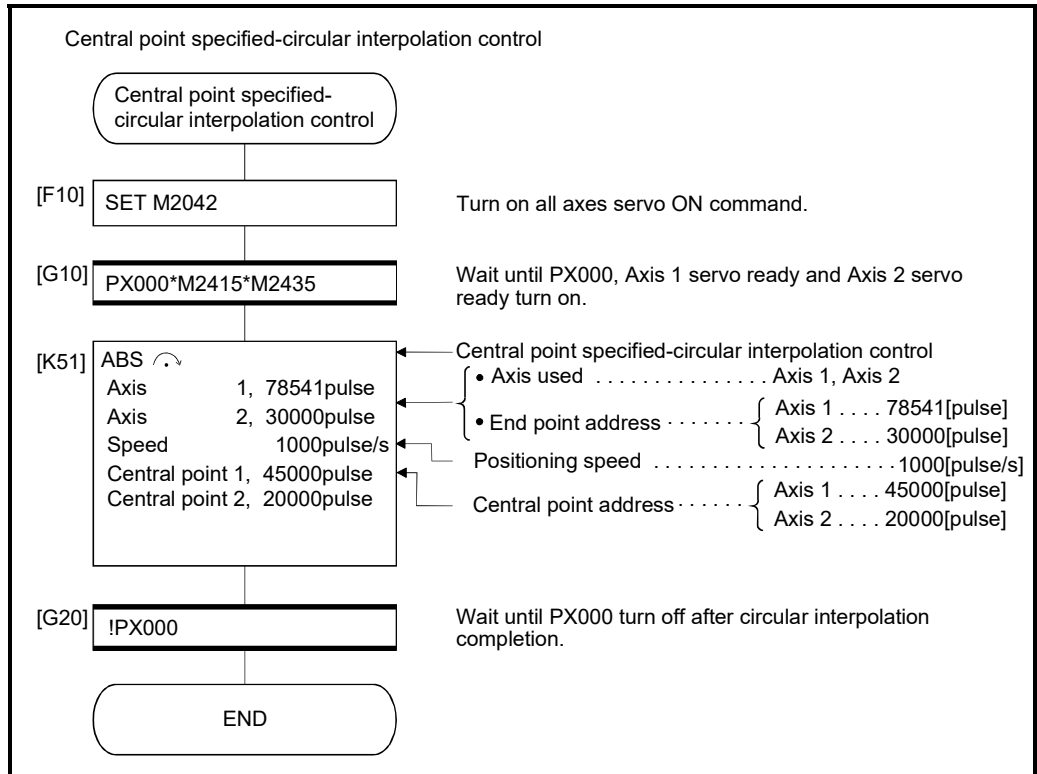 Central point specified-circular interpolation control
Central point specified-
circular interpolation control
[F10] SET M2042
Turn on all axes servo ON command.
[G10] PX000*M2415*M2435
Wait until PX000, Axis 1 servo ready and Axis 2 servo
ready turn on.
[K51] ABS
Axis 1, 78541pulse
Axis 2, 30000pulse
Speed 1000pulse/s
Central point 1, 45000pulse
Central point 2, 20000pulse
Central point specified-circular interpolation control
• Axis used . . . . . . . . . . . . . . . Axis 1, Axis 2
• End point address . . . . . . . Axis 1 . . . . 78541[pulse]
Axis 2 . . . . 30000[pulse]
Positioning speed . . . . . . . . . . . . . . . . . . . . . .1000[pulse/s]
Central point address . . . . . . Axis 1 . . . . 45000[pulse]
Axis 2 . . . . 20000[pulse]
[G20] !PX000
Wait until PX000 turn off after circular interpolation
completion.
END